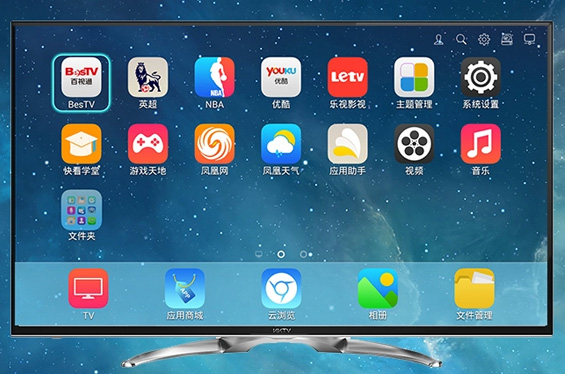 BesTV
百视通
NBA
YOUKU
优酷
Letv
BesTV
英超
NBA
优酷
乐视影视
主题管理
系统设置
快看学堂
游戏天地
凤凰网
凤凰天气
应用助手
视频
音乐
文件夹
APP
TV
应用商城
云浏览
相册
文件管理
KKTV